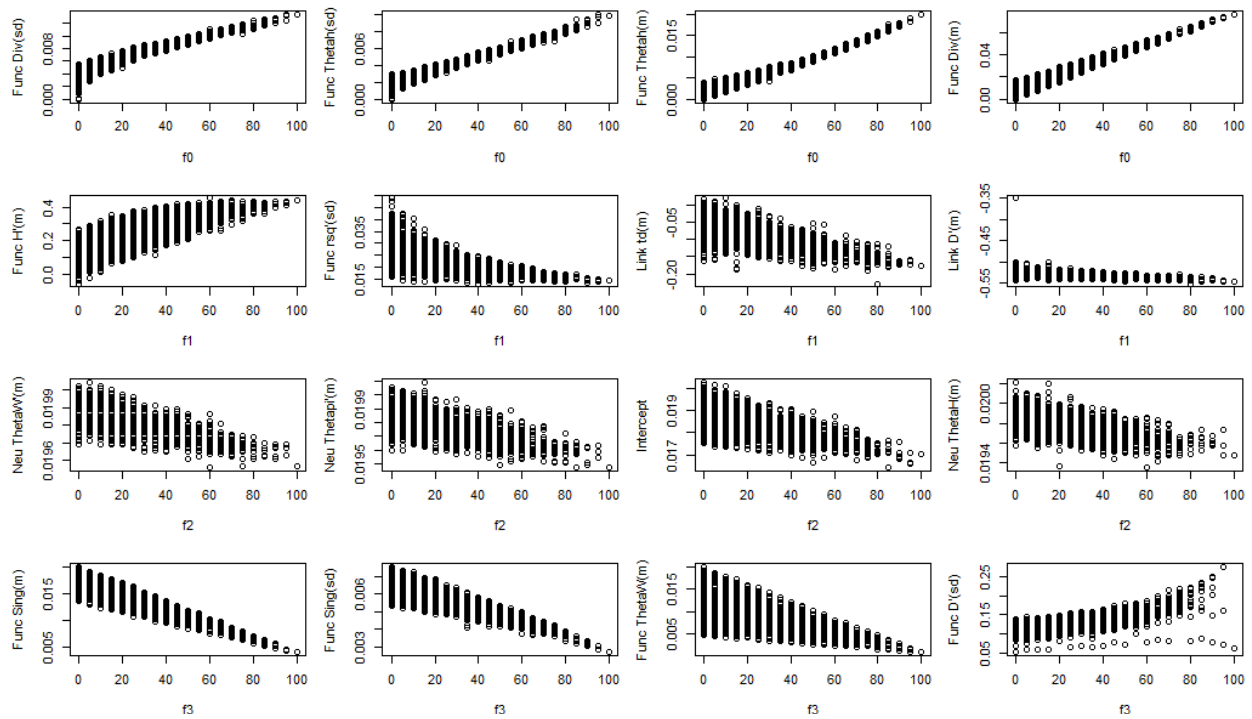 Func Div(sd)
0.000 0.008
0 20 40 60 80 100
f0
Func Thetah(sd)
0.000 0.010
0 20 40 60 80 100
f0
Func Thetah(m)
0.000 0.015
0 20 40 60 80 100
f0
Func Div(m)
0.00 0.04
0 20 40 60 80 100
f0
Func H'(m)
0.0 0.2 0.4
0 20 40 60 80 100
f1
Func rsq'(sd)
0.015 0.035
0 20 40 60 80 100
f1
Link td(m)
-0.20 -0.05
0 20 40 60 80 100
f1
Link D'(m)
-0.55 -0.45 -0.35
0 20 40 60 80 100
f1
Neu ThetaW'(m)
0.0196 0.0199
0 20 40 60 80 100
f2
Neu Thetapi'(m)
0.0195 0.0199
0 20 40 60 80 100
f2
Intercept
0.017 0.019
0 20 40 60 80 100
f2
Neu ThetaH(m)
0.0194 0.0200
0 20 40 60 80 100
f2
Func Sing(m)
0.005 0.015
0 20 40 60 80 100
f3
Func Sing(sd)
0.003 0.006
0 20 40 60 80 100
f3
Func ThetaW(m)
0.005 0.015
0 20 40 60 80 100
f3
Func D'(sd)
0.05 0.15 0.25
0 20 40 60 80 100
f3